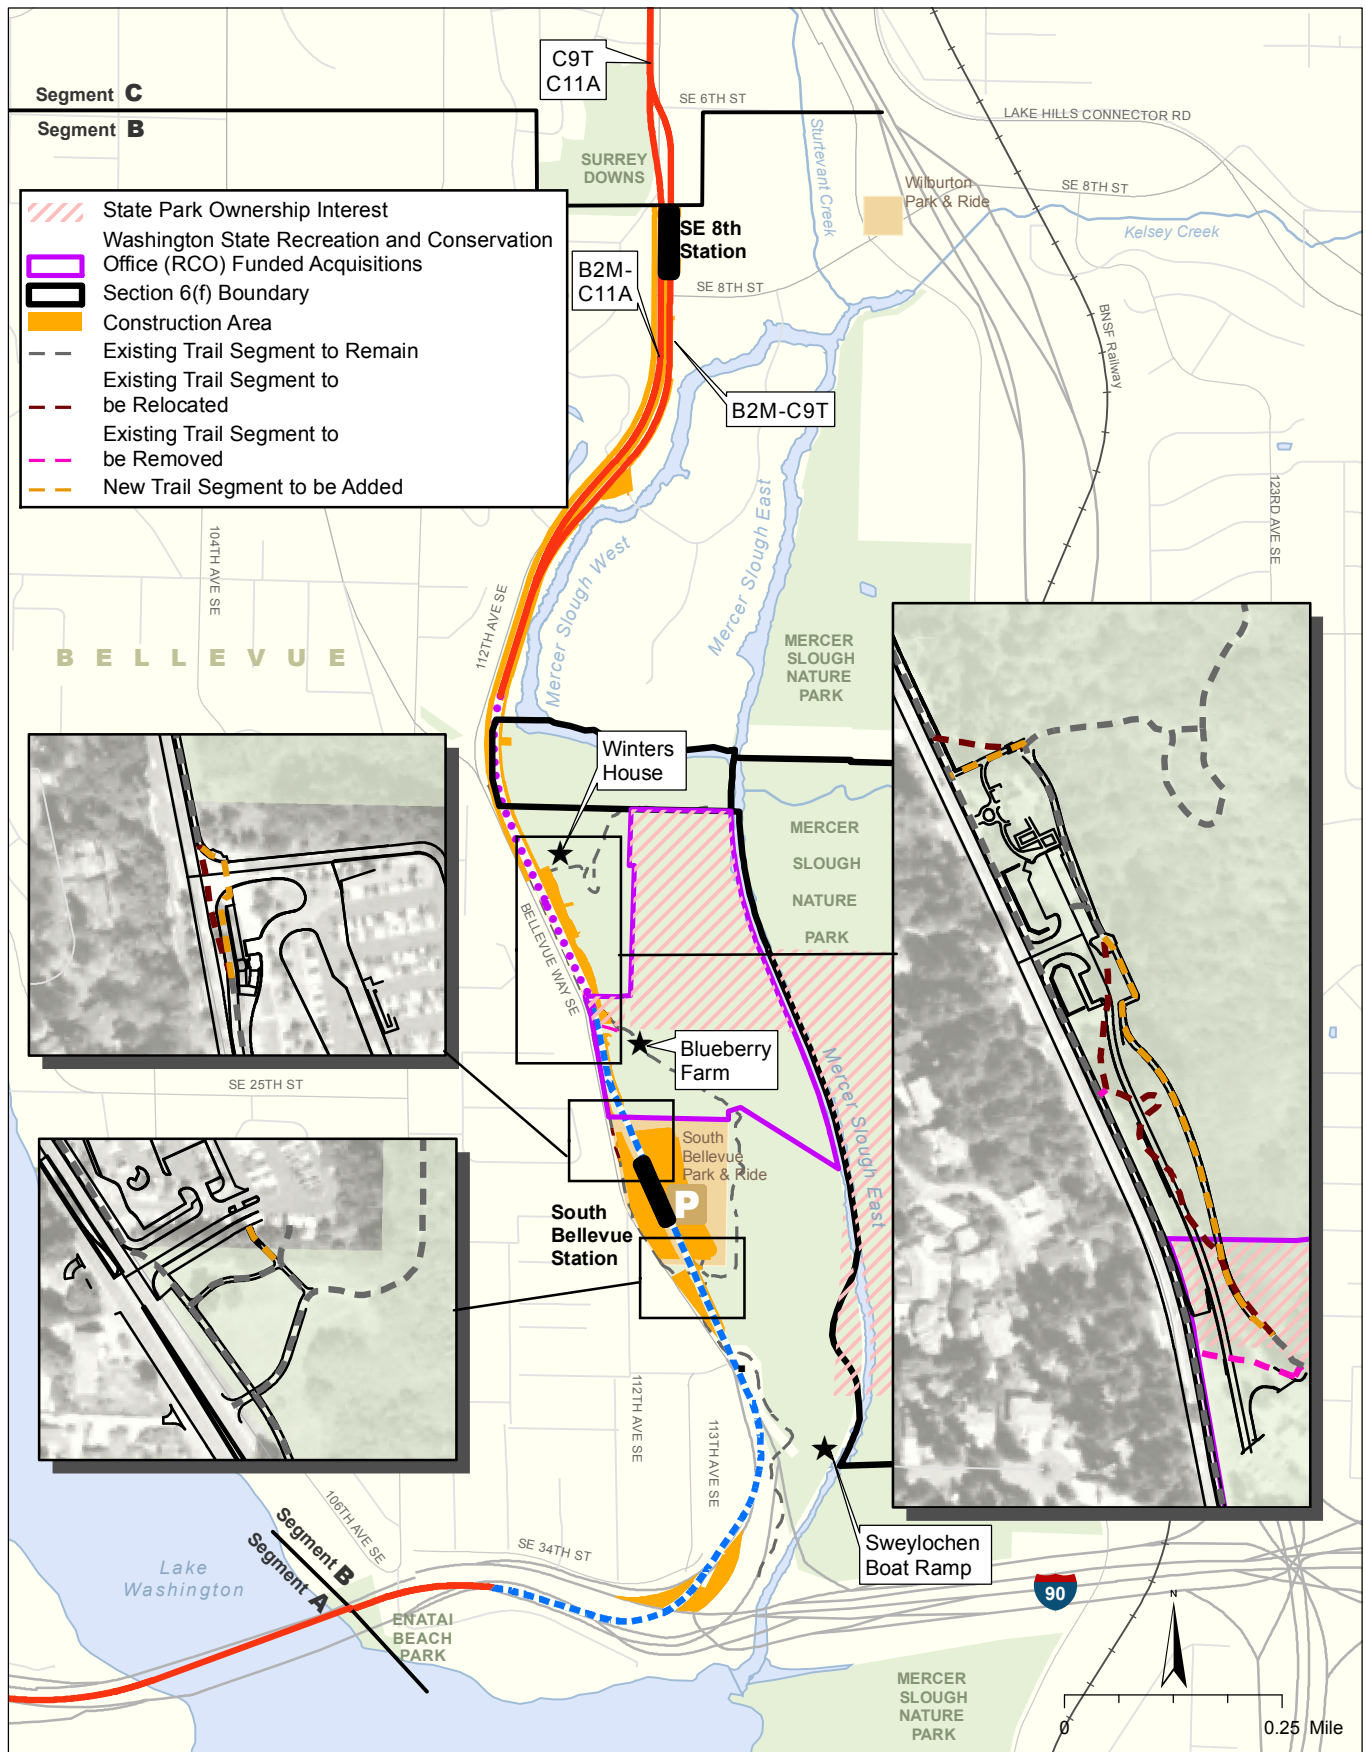 C9T
C11A
Segment C
Segment B
SE 6TH ST
LAKE HILLS CONNECTOR RD
SURREY
DOWNS
Sturtevant Creek
Wilburton
Park & Ride
SE 8TH ST
Kelsey Creek
State Park Ownership Interest
Washington State Recreation and Conservation
Office (RCO) Funded Acquisitions
Section 6(f) Boundary
Construction Area
Existing Trail Segment to Remain
Existing Trail Segment to
be Relocated
Existing Trail Segment to
be Removed
New Trail Segment to be Added
SE 8th
Station
B2M-
C11A
SE 8TH ST
BNSF Railway
B2M-C9T
123RD AVE SE
104TH AVE SE
Mercer Slough West
Mercer Slough East
112TH AVE SE
BELLEVUE
MERCER
SLOUGH
NATURE
PARK
Winters
House
MERCER
SLOUGH
NATURE
PARK
BELLEVUE WAY SE
Blueberry
Farm
Mercer Slough East
SE 25TH ST
South
Bellevue
Park & Ride
P
South
Bellevue
Station
112TH AVE SE
113TH AVE SE
106TH AVE SE
Segment B
Segment A
SE 34TH ST
Sweylochen
Boat Ramp
Lake
Washington
ENATAI
BEACH
PARK
90
N
MERCER
SLOUGH
NATURE
PARK
0 0.25 Mile